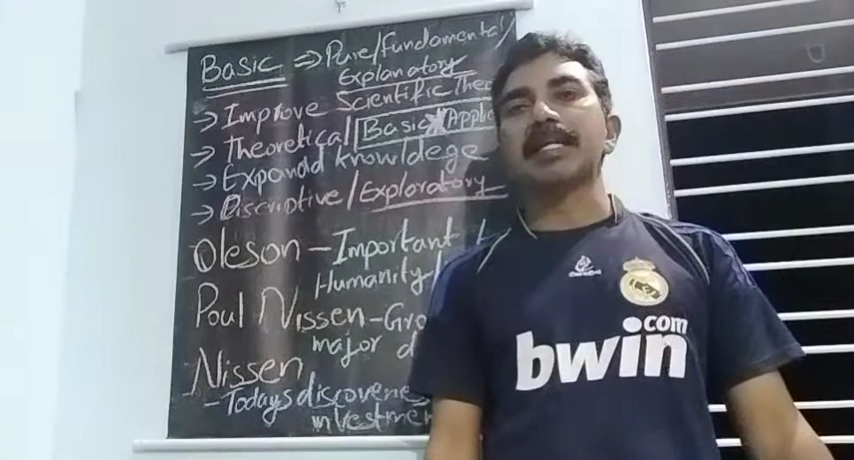 Basic ⇒ Pure/Fundamental/
Explanatory
→ Improve Scientific Theo
→ Theoretical/ Basic Applic
→ Expand knowldege
→ Discriptive/Exploratory
Oleson – Important
Humanity
Poul Nissen – Gro
major d
Nissen
– Todays discoveries
investmen
bwin
.com